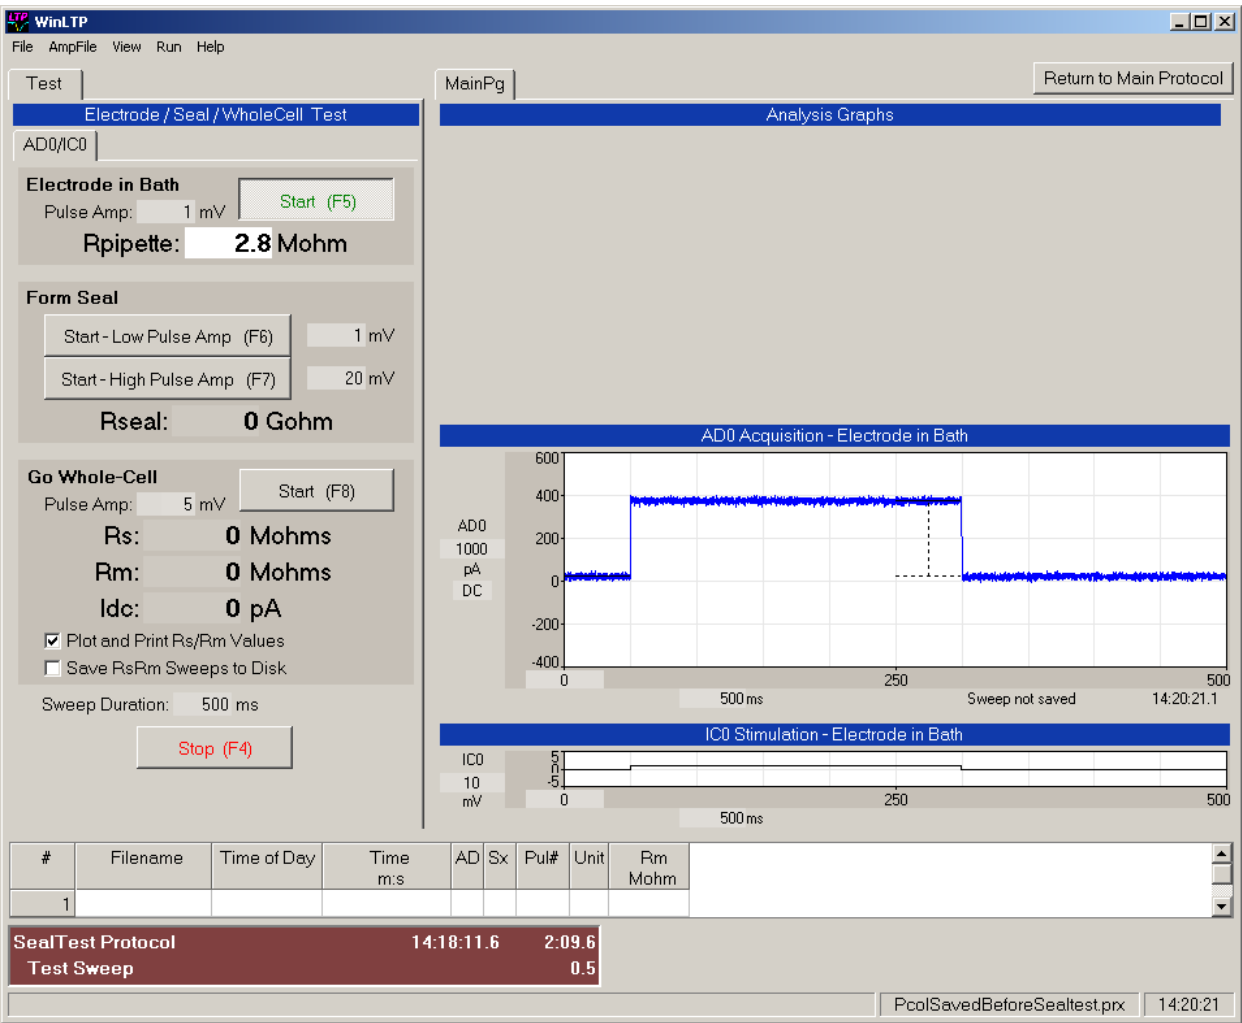 WinLTP
File AmpFile View Run Help
Test
Electrode / Seal / WholeCell Test
AD0/IC0
Electrode in Bath
Start (F5)
Pulse Amp: 1 mV
Rpipette: 2.8 Mohm
Form Seal
Start - Low Pulse Amp (F6) 1 mV
Start - High Pulse Amp (F7) 20 mV
Rseal: 0 Gohm
Go Whole-Cell
Start (F8)
Pulse Amp: 5 mV
Rs: 0 Mohms
Rm: 0 Mohms
Idc: 0 pA
Plot and Print Rs/Rm Values
Save RsRm Sweeps to Disk
Sweep Duration: 500 ms
Stop (F4)
MainPg
Return to Main Protocol
Analysis Graphs
AD0 Acquisition - Electrode in Bath
AD0
1000
pA
DC
600
400
200
0
-200
-400
0 250 500
500 ms Sweep not saved 14:20:21.1
IC0 Stimulation - Electrode in Bath
IC0
10
mV
5
0
-5
0 250 500
500 ms
# Filename Time of Day Time m:s AD Sx Pul# Unit Rm Mohm
1
SealTest Protocol 14:18:11.6 2:09.6
Test Sweep 0.5
PcolSavedBeforeSealtest.prx 14:20:21